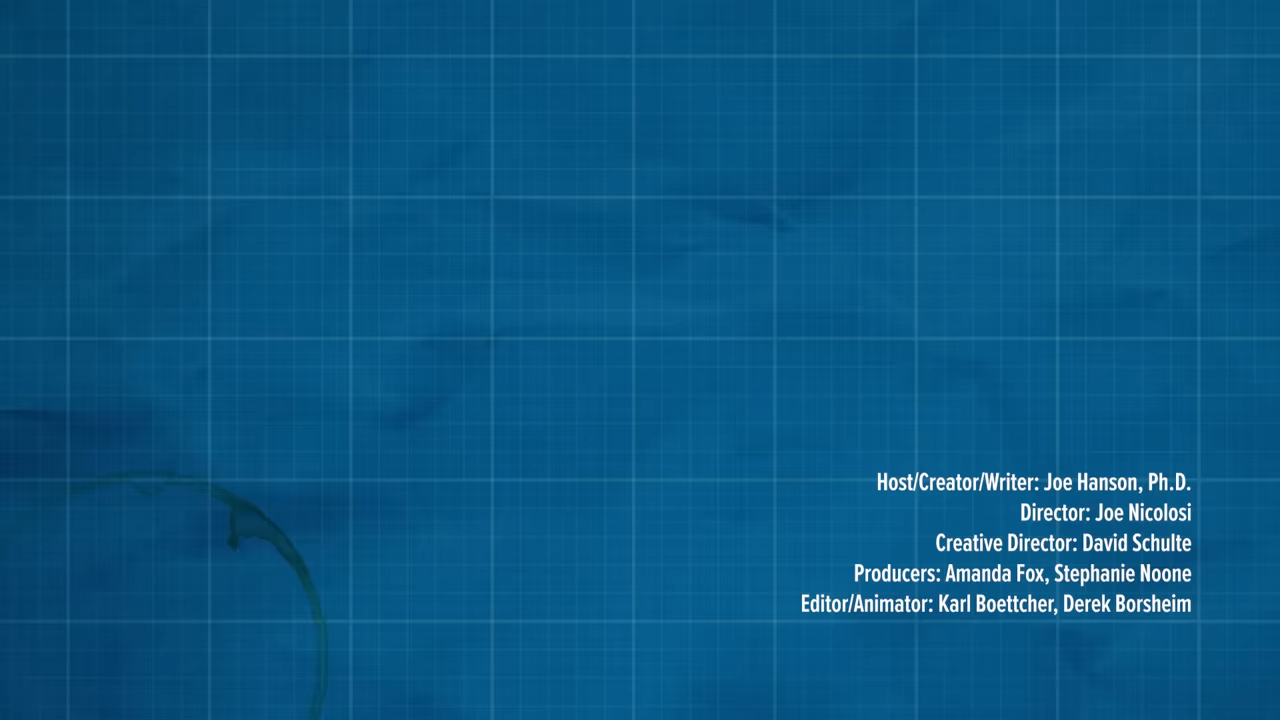 Host/Creator/Writer: Joe Hanson, Ph.D.
Director: Joe Nicolosi
Creative Director: David Schulte
Producers: Amanda Fox, Stephanie Noone
Editor/Animator: Karl Boettcher, Derek Borsheim